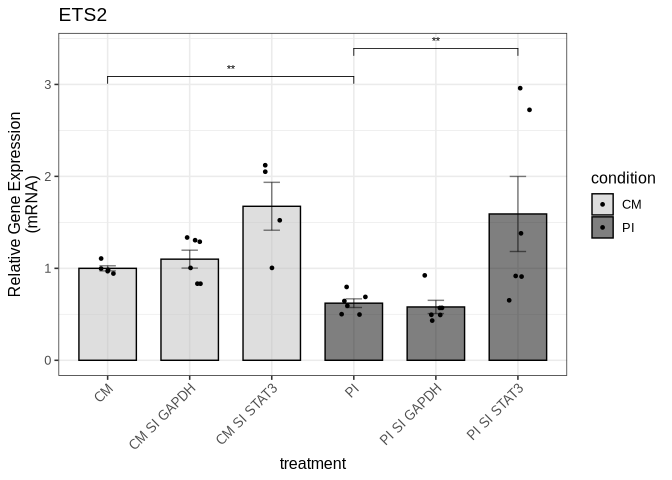 ETS2
**
**
3
2
1
0
Relative Gene Expression
(mRNA)
CM
CM SI GAPDH
CM SI STAT3
PI
PI SI GAPDH
PI SI STAT3
treatment
condition
CM
PI